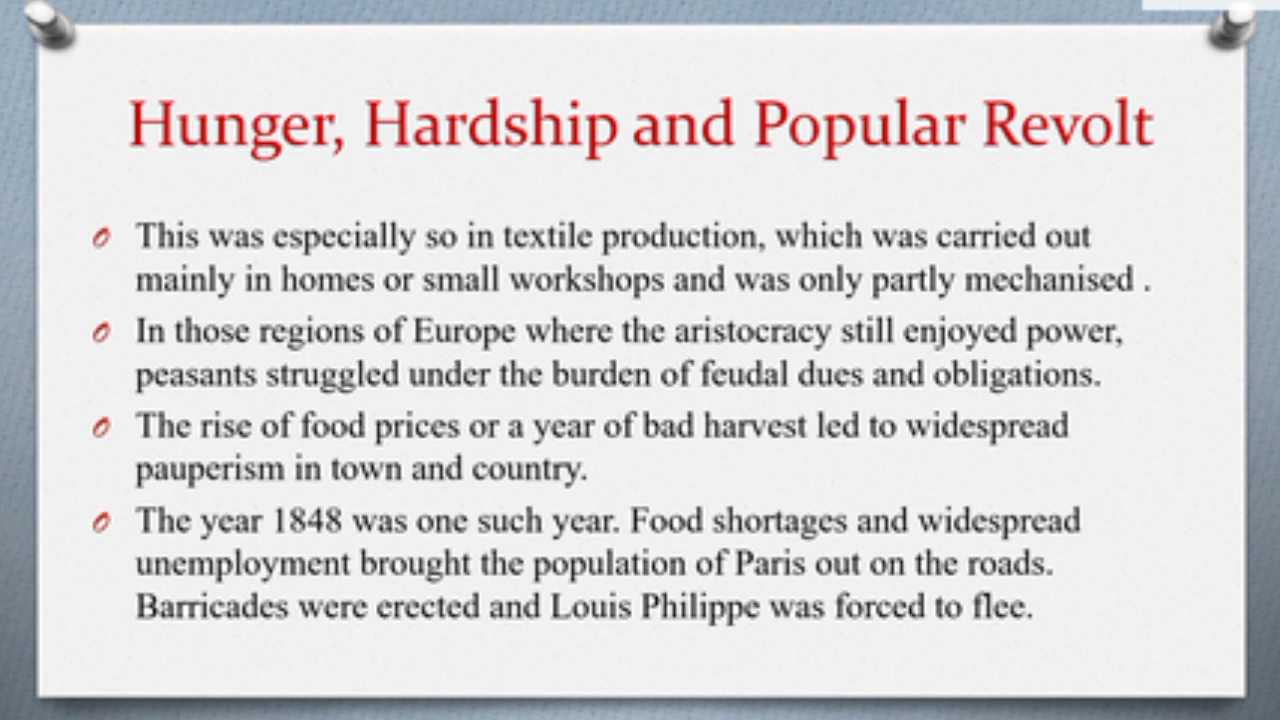 Hunger, Hardship and Popular Revolt
This was especially so in textile production, which was carried out
mainly in homes or small workshops and was only partly mechanised .
In those regions of Europe where the aristocracy still enjoyed power,
peasants struggled under the burden of feudal dues and obligations.
The rise of food prices or a year of bad harvest led to widespread
pauperism in town and country.
The year 1848 was one such year. Food shortages and widespread
unemployment brought the population of Paris out on the roads.
Barricades were erected and Louis Philippe was forced to flee.